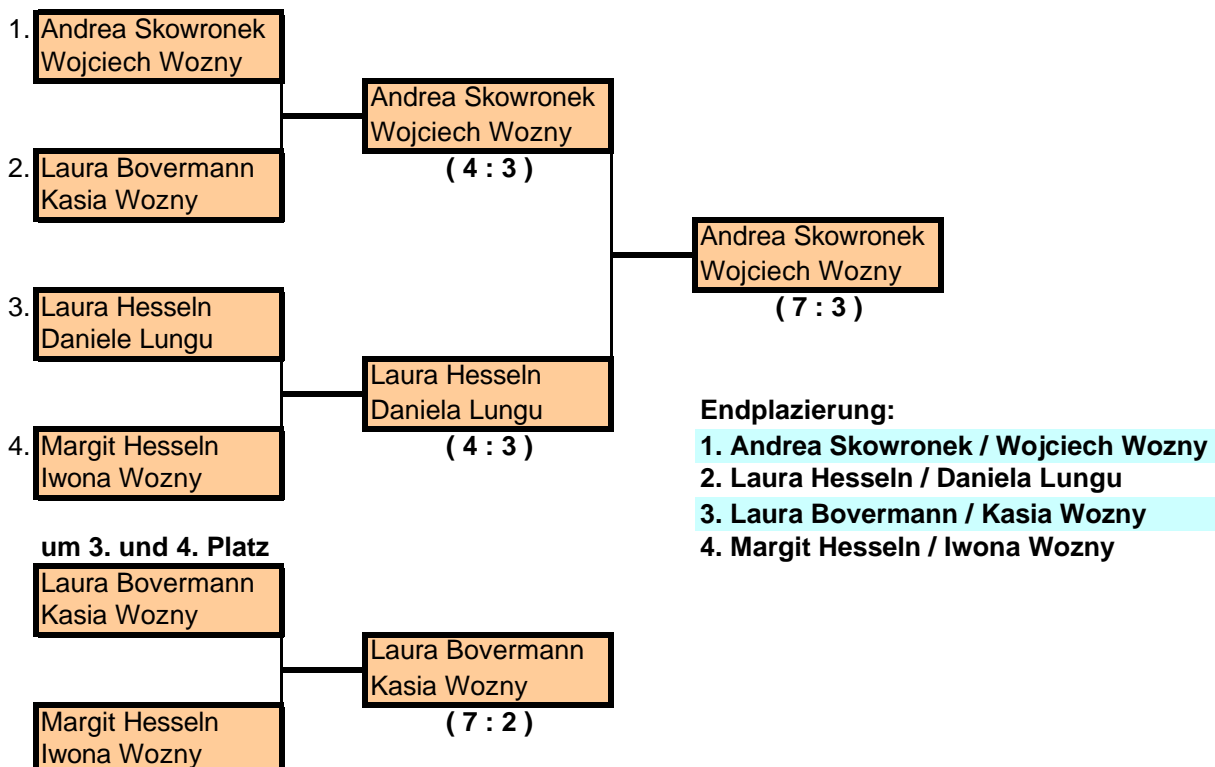 1. Andrea Skowronek
Wojciech Wozny
Andrea Skowronek
Wojciech Wozny
( 4 : 3 )
2. Laura Bovermann
Kasia Wozny
Andrea Skowronek
Wojciech Wozny
( 7 : 3 )
3. Laura Hesseln
Daniele Lungu
Laura Hesseln
Daniela Lungu
( 4 : 3 )
4. Margit Hesseln
Iwona Wozny
Endplazierung:
1. Andrea Skowronek / Wojciech Wozny
2. Laura Hesseln / Daniela Lungu
3. Laura Bovermann / Kasia Wozny
4. Margit Hesseln / Iwona Wozny
um 3. und 4. Platz
Laura Bovermann
Kasia Wozny
Laura Bovermann
Kasia Wozny
( 7 : 2 )
Margit Hesseln
Iwona Wozny